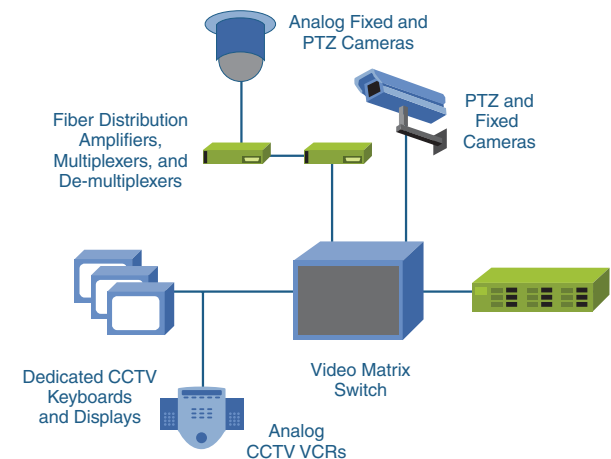 Analog Fixed and
PTZ Cameras
PTZ and
Fixed
Cameras
Fiber Distribution
Amplifiers,
Multiplexers, and
De-multiplexers
Video Matrix
Switch
Dedicated CCTV
Keyboards
and Displays
Analog
CCTV VCRs